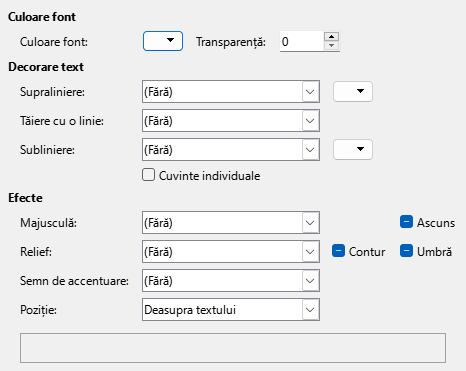 Culoare font
Culoare font: Transparență: 0
Decorare text
Supraliniere: (Fără)
Tăiere cu o linie: (Fără)
Subliniere: (Fără)
Cuvinte individuale
Efecte
Majusculă: (Fără) Ascuns
Relief: (Fără) Contur Umbră
Semn de accentuare: (Fără)
Poziție: Deasupra textului